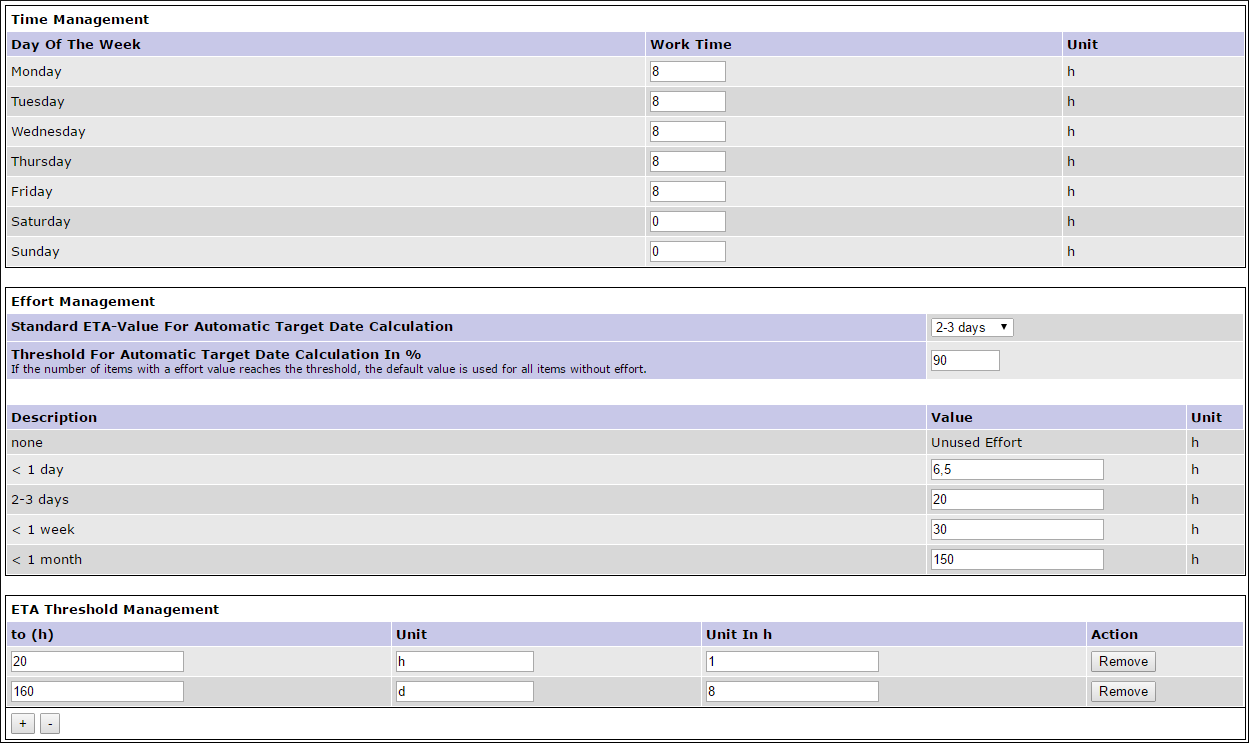 Time Management
Day Of The Week Work Time Unit
Monday 8 h
Tuesday 8 h
Wednesday 8 h
Thursday 8 h
Friday 8 h
Saturday 0 h
Sunday 0 h
Effort Management
Standard ETA-Value For Automatic Target Date Calculation 2-3 days
Threshold For Automatic Target Date Calculation In % 90
If the number of items with a effort value reaches the threshold, the default value is used for all items without effort.
Description Value Unit
none Unused Effort h
< 1 day 6,5 h
2-3 days 20 h
< 1 week 30 h
< 1 month 150 h
ETA Threshold Management
to (h) Unit Unit In h Action
20 h 1 Remove
160 d 8 Remove
+ -